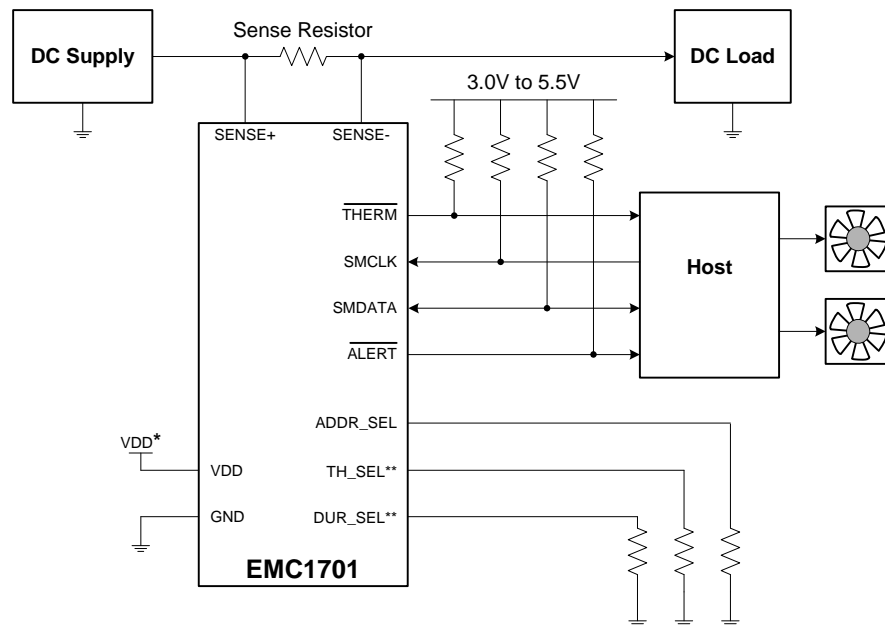 Sense Resistor
DC Supply
DC Load
3.0V to 5.5V
SENSE+
SENSE-
THERM
SMCLK
Host
SMDATA
ALERT
ADDR_SEL
VDD*
VDD
TH_SEL**
GND
DUR_SEL**
EMC1701